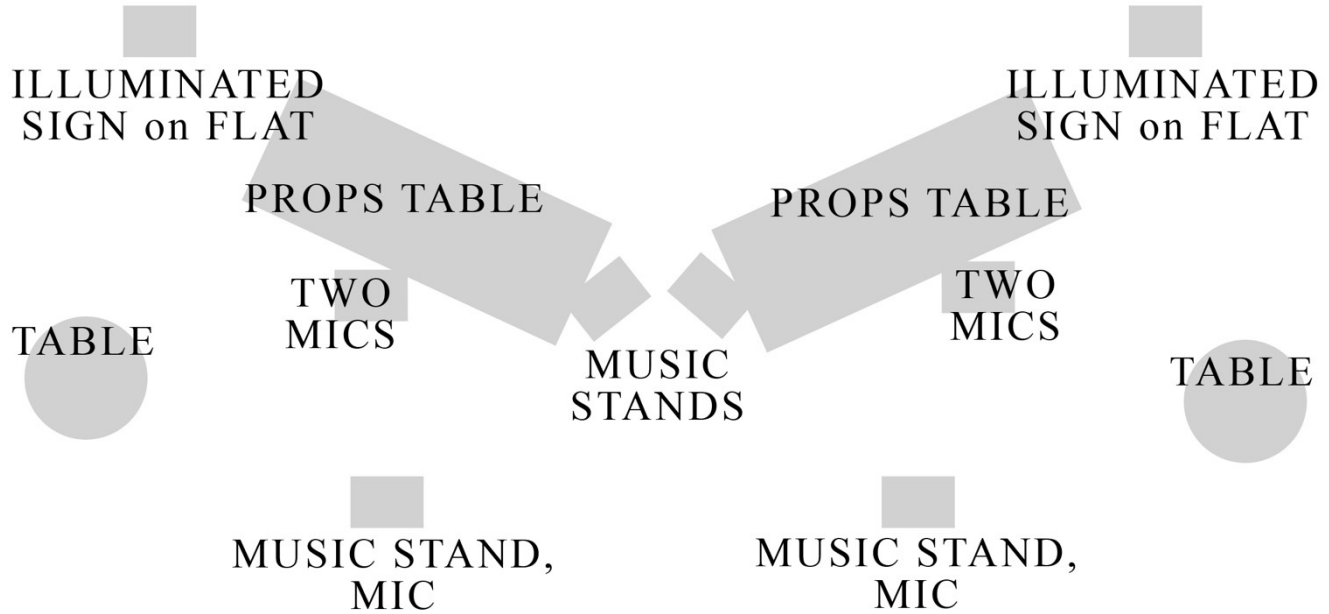 ILLUMINATED
SIGN on FLAT
ILLUMINATED
SIGN on FLAT
PROPS TABLE
PROPS TABLE
TWO
MICS
TWO
MICS
TABLE
MUSIC
STANDS
TABLE
MUSIC STAND,
MIC
MUSIC STAND,
MIC